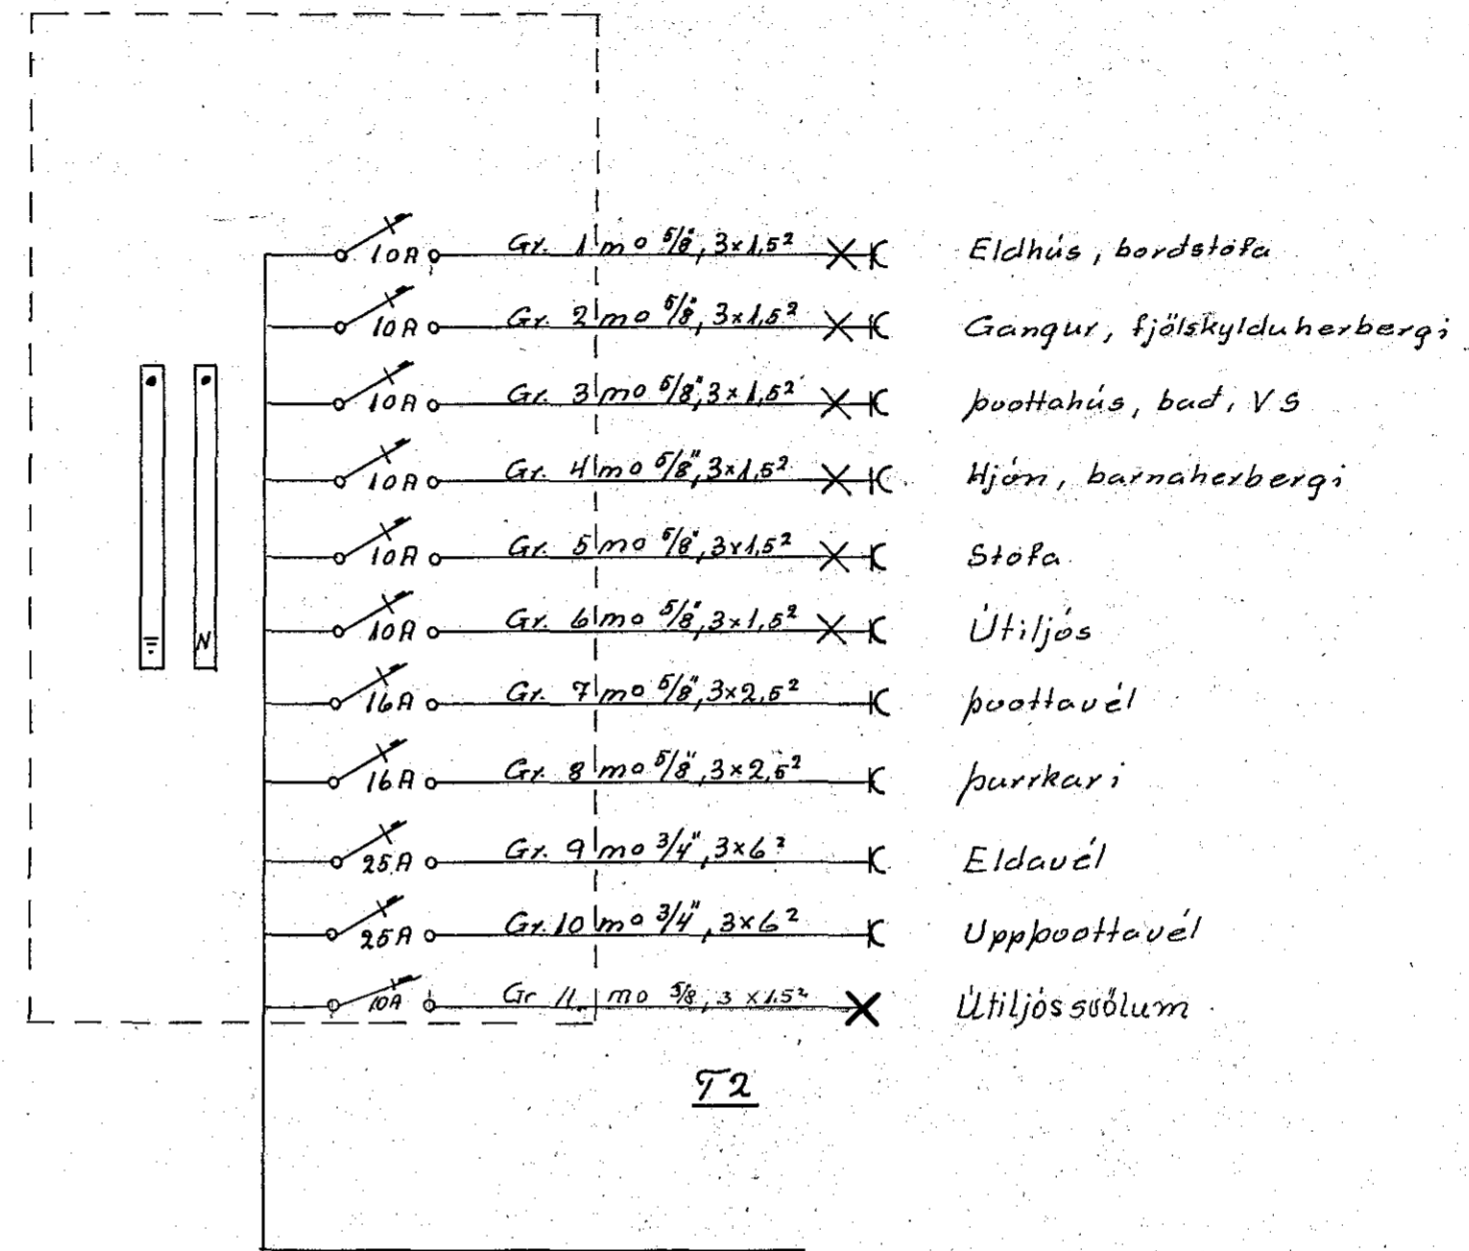 10A Gr. 1 mo 5/8", 3x1,5² Eldhús, bordstofa
10A Gr. 2 mo 5/8", 3x1,5² Gangur, fjölskylduherbergi
10A Gr. 3 mo 5/8", 3x1,5² þvottahús, bað, VS
10A Gr. 4 mo 5/8", 3x1,5² Hjón, barnaherbergi
10A Gr. 5 mo 5/8", 3x1,5² Stofa
10A Gr. 6 mo 5/8", 3x1,5² Útiljós
N
16A Gr. 7 mo 5/8", 3x2,5² þvottavél
16A Gr. 8 mo 5/8", 3x2,5² þurrkari
25A Gr. 9 mo 3/4", 3x6² Eldavél
25A Gr. 10 mo 3/4", 3x6² Uppþvottavél
10A Gr 11. mo 5/8, 3x1.5² Útiljós svölum
T2